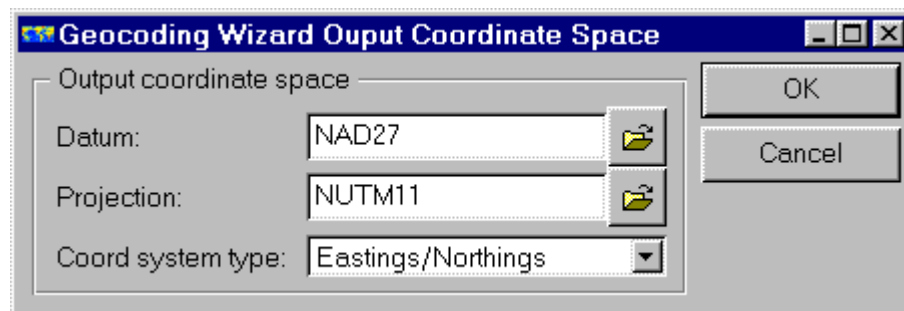 Geocoding Wizard Ouput Coordinate Space
Output coordinate space
OK
Datum: NAD27
Cancel
Projection: NUTM11
Coord system type: Eastings/Northings